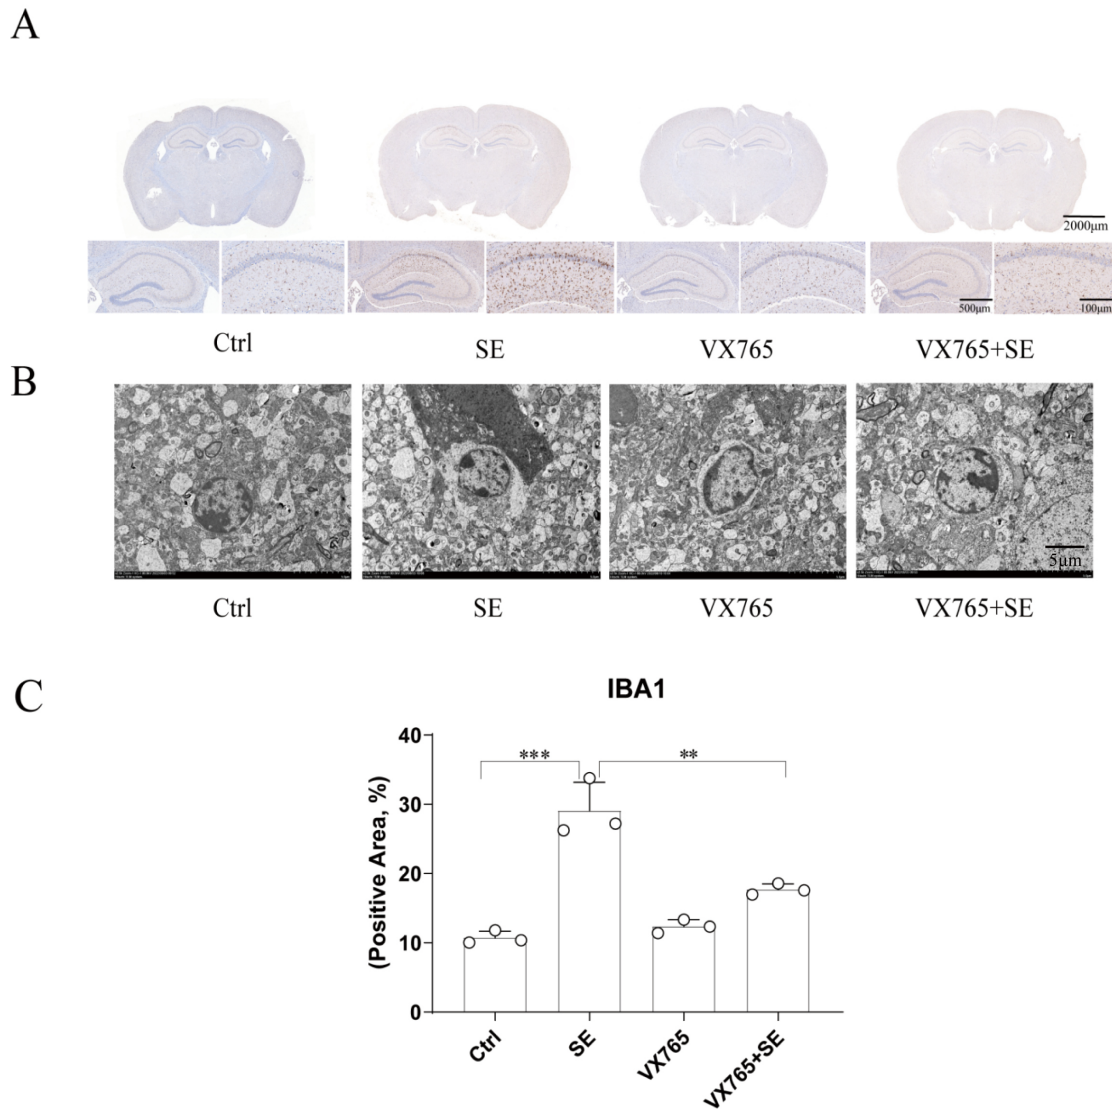 A
2000μm
500μm
100μm
Ctrl SE VX765 VX765+SE
B
5μm
Ctrl SE VX765 VX765+SE
C
IBA1
(Positive Area, %)
40
30
20
10
0
*** **
Ctrl SE VX765 VX765+SE